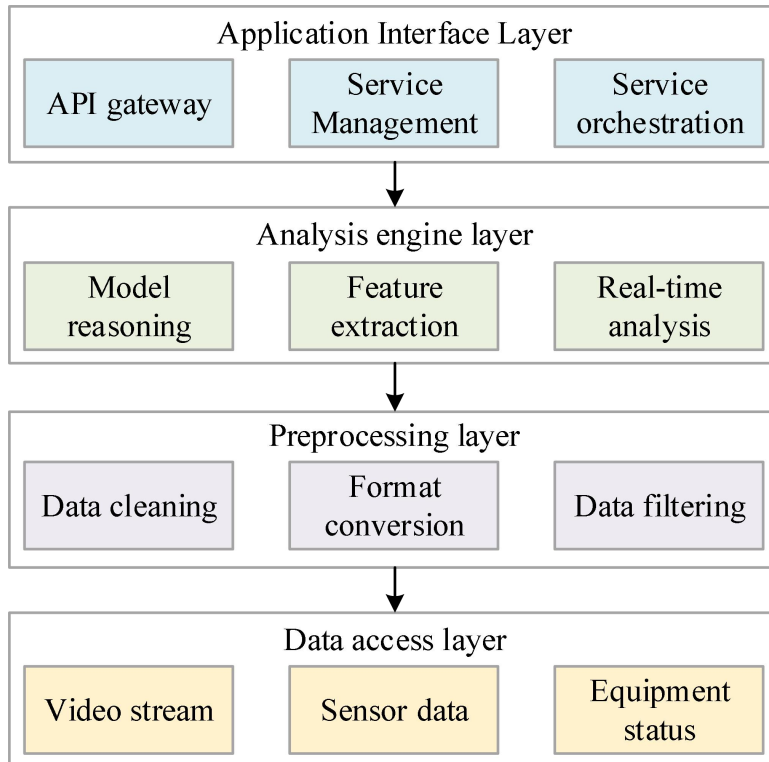 Application Interface Layer
API gateway
Service
Management
Service
orchestration
Analysis engine layer
Model
reasoning
Feature
extraction
Real-time
analysis
Preprocessing layer
Data cleaning
Format
conversion
Data filtering
Data access layer
Video stream
Sensor data
Equipment
status